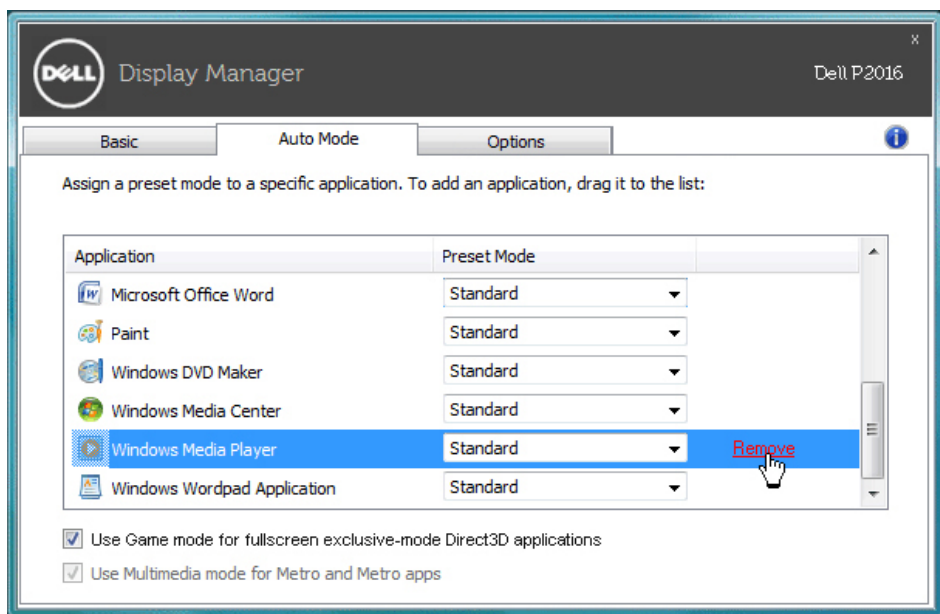 x
DELL Display Manager Dell P2016
Basic Auto Mode Options
Assign a preset mode to a specific application. To add an application, drag it to the list:
Application Preset Mode
Microsoft Office Word Standard
Paint Standard
Windows DVD Maker Standard
Windows Media Center Standard
Windows Media Player Standard Remove
Windows Wordpad Application Standard
Use Game mode for fullscreen exclusive-mode Direct3D applications
Use Multimedia mode for Metro and Metro apps